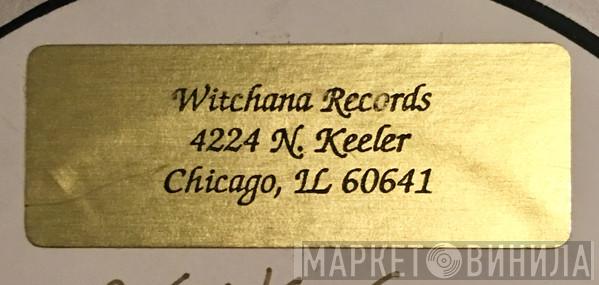 Witchana Records
4224 N. Keeler
Chicago, IL 60641
МАРКЕТ ВИНИЛА